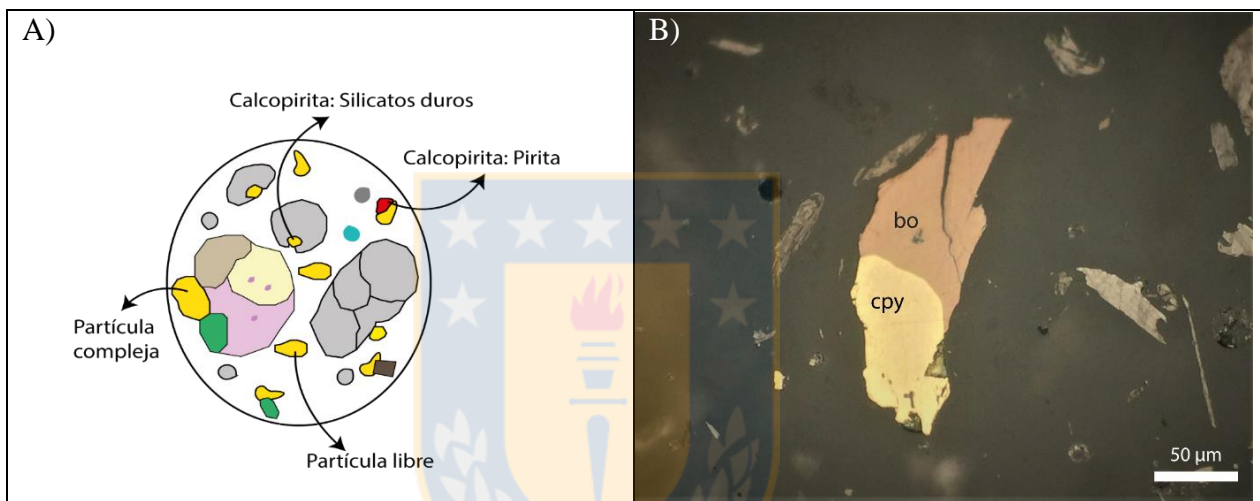 A)
Calcopirita: Silicatos duros
Calcopirita: Pirita
Partícula
compleja
Partícula libre
B)
bo
cpy
50 µm